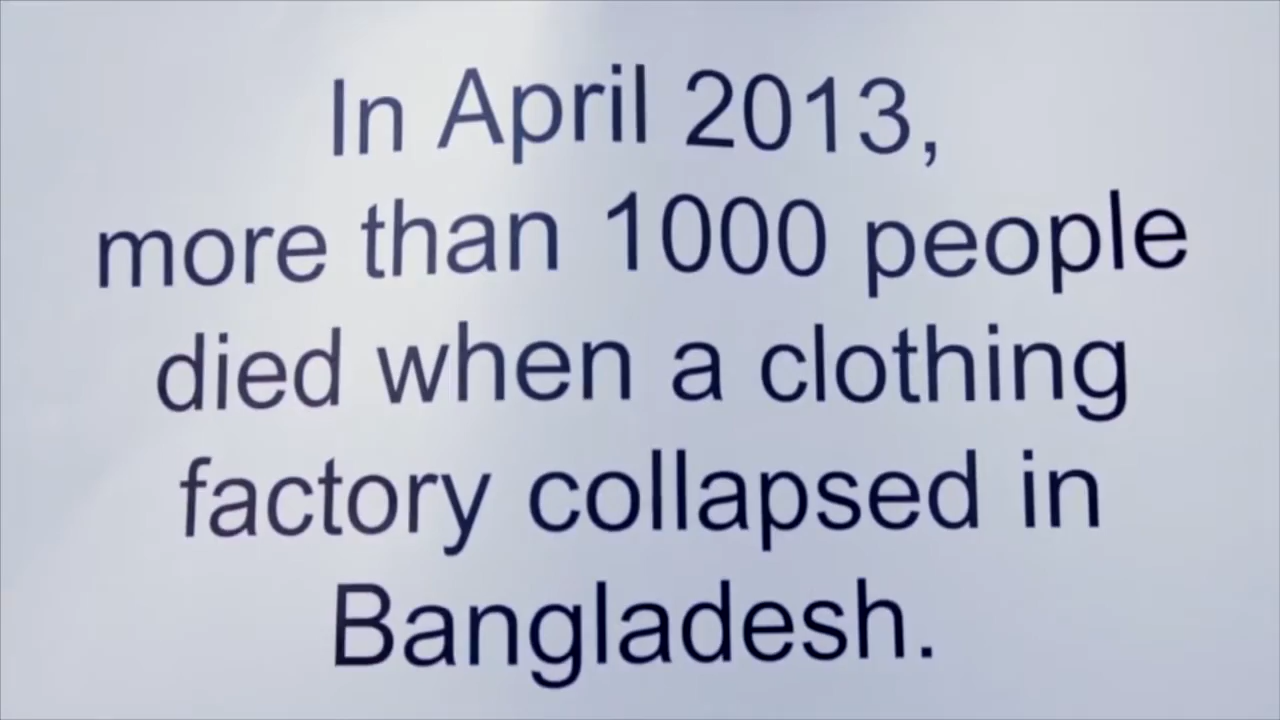 In April 2013,
more than 1000 people
died when a clothing
factory collapsed in
Bangladesh.